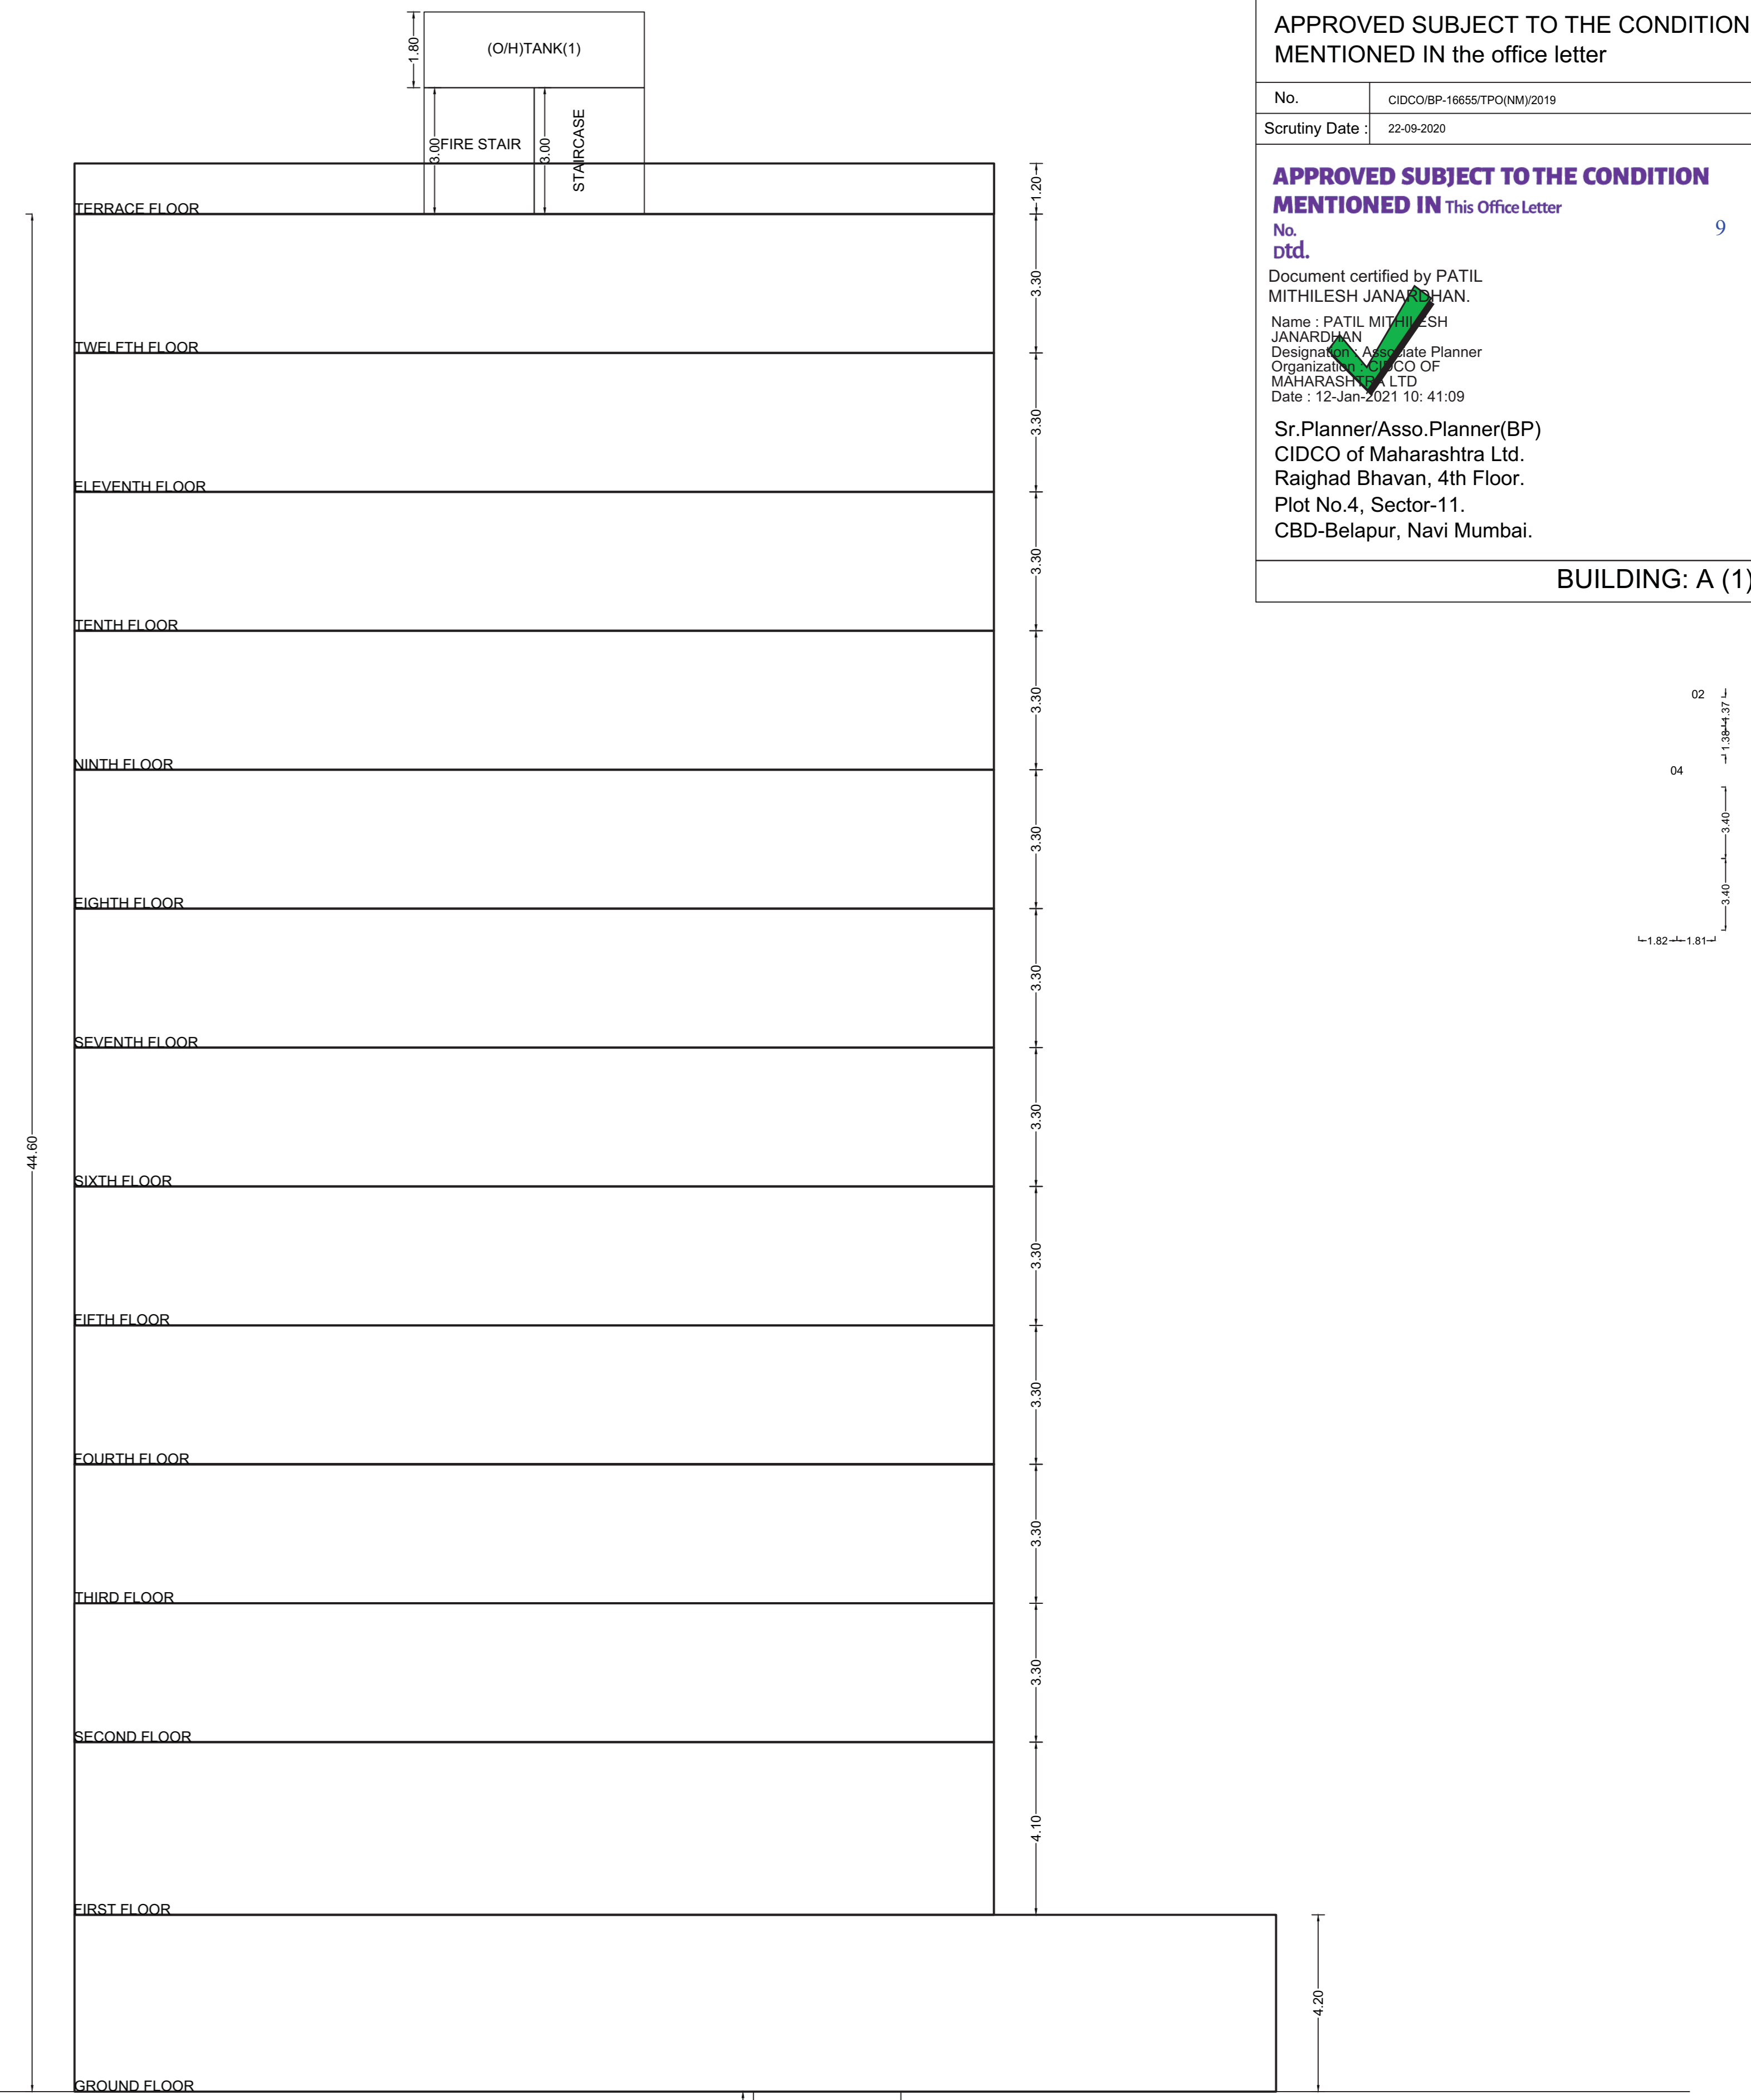 1.80
(O/H)TANK(1)
3.00
FIRE STAIR
3.00
STAIRCASE
1.20
TERRACE FLOOR
3.30
TWELFTH FLOOR
3.30
ELEVENTH FLOOR
3.30
TENTH FLOOR
3.30
NINTH FLOOR
3.30
EIGHTH FLOOR
3.30
SEVENTH FLOOR
3.30
44.60
SIXTH FLOOR
3.30
FIFTH FLOOR
3.30
FOURTH FLOOR
3.30
THIRD FLOOR
3.30
SECOND FLOOR
4.10
FIRST FLOOR
4.20
GROUND FLOOR
APPROVED SUBJECT TO THE CONDITION
MENTIONED IN the office letter
No. CIDCO/BP-16655/TPO(NM)/2019
Scrutiny Date : 22-09-2020
APPROVED SUBJECT TO THE CONDITION
MENTIONED IN This Office Letter
No.
Dtd.
9
Document certified by PATIL
MITHILESH JANARDHAN.
Name : PATIL MITHILESH
JANARDHAN
Designation : Associate Planner
Organization : CIDCO OF
MAHARASHTRA LTD
Date : 12-Jan-2021 10: 41:09
Sr.Planner/Asso.Planner(BP)
CIDCO of Maharashtra Ltd.
Raighad Bhavan, 4th Floor.
Plot No.4, Sector-11.
CBD-Belapur, Navi Mumbai.
BUILDING: A (1)
02
1.37
1.38
04
3.40
3.40
1.82
1.81